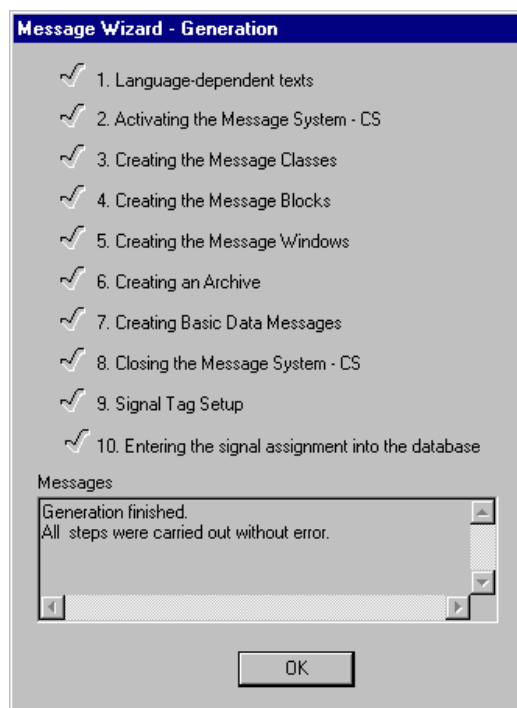 Message Wizard - Generation
1. Language-dependent texts
2. Activating the Message System - CS
3. Creating the Message Classes
4. Creating the Message Blocks
5. Creating the Message Windows
6. Creating an Archive
7. Creating Basic Data Messages
8. Closing the Message System - CS
9. Signal Tag Setup
10. Entering the signal assignment into the database
Messages
Generation finished.
All  steps were carried out without error.
OK